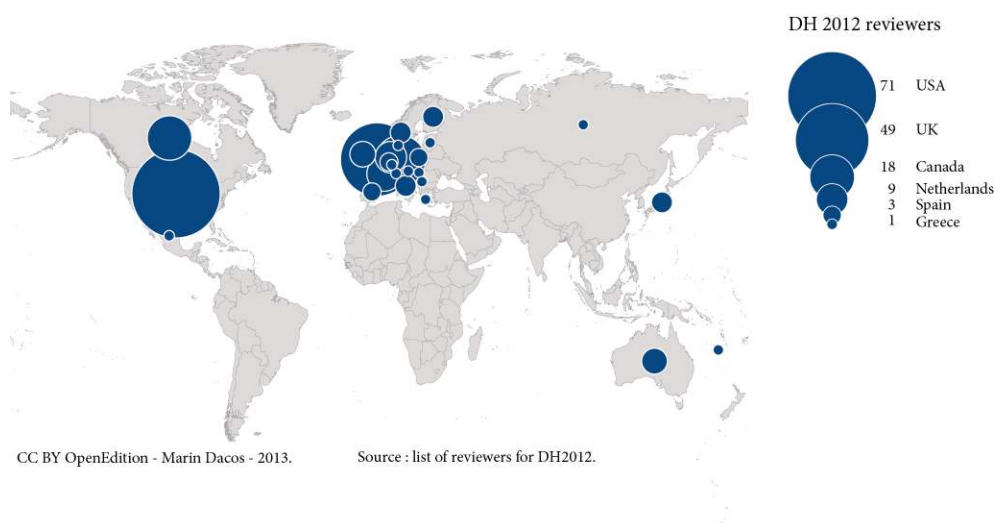 DH 2012 reviewers
71 USA
49 UK
18 Canada
9 Netherlands
3 Spain
1 Greece
CC BY OpenEdition - Marin Dacos - 2013.
Source : list of reviewers for DH2012.